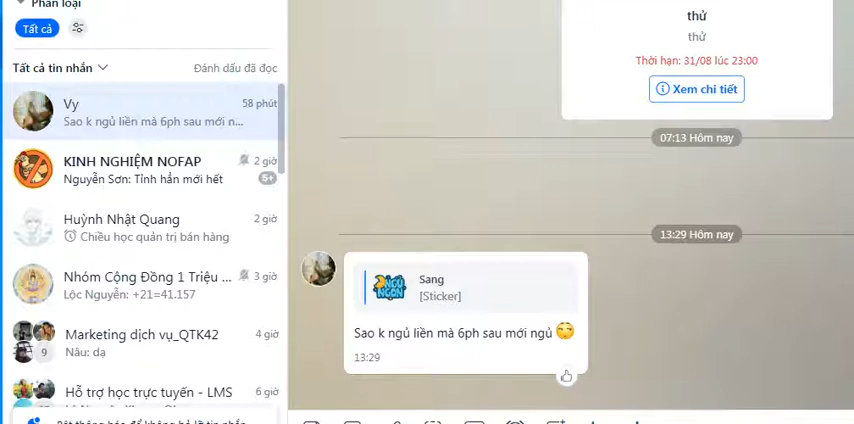 Phân loại
Tất cả
Tất cả tin nhắn
Đánh dấu đã đọc
Vy
58 phút
Sao k ngủ liền mà 6ph sau mới n...
KINH NGHIỆM NOFAP
2 giờ
Nguyễn Sơn: Tỉnh hẳn mới hết
5+
Huỳnh Nhật Quang
2 giờ
Chiều học quản trị bán hàng
Nhóm Cộng Đồng 1 Triệu ...
3 giờ
Lộc Nguyễn: +21=41.157
Marketing dịch vụ_QTK42
4 giờ
9
Nâu: dạ
Hỗ trợ học trực tuyến - LMS
6 giờ
thử
thử
Thời hạn: 31/08 lúc 23:00
Xem chi tiết
07:13 Hôm nay
13:29 Hôm nay
NGỦ NGON
Sang
[Sticker]
Sao k ngủ liền mà 6ph sau mới ngủ
13:29